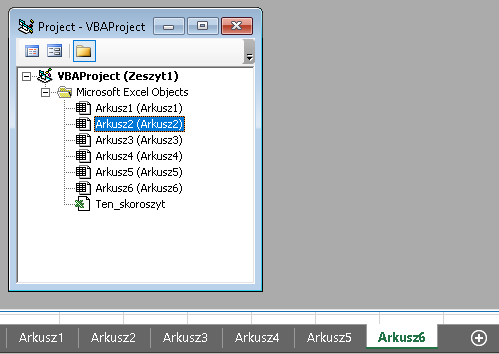 Project - VBAProject
VBAProject (Zeszyt1)
Microsoft Excel Objects
Arkusz1 (Arkusz1)
Arkusz2 (Arkusz2)
Arkusz3 (Arkusz3)
Arkusz4 (Arkusz4)
Arkusz5 (Arkusz5)
Arkusz6 (Arkusz6)
Ten_skoroszyt
Arkusz1 Arkusz2 Arkusz3 Arkusz4 Arkusz5 Arkusz6